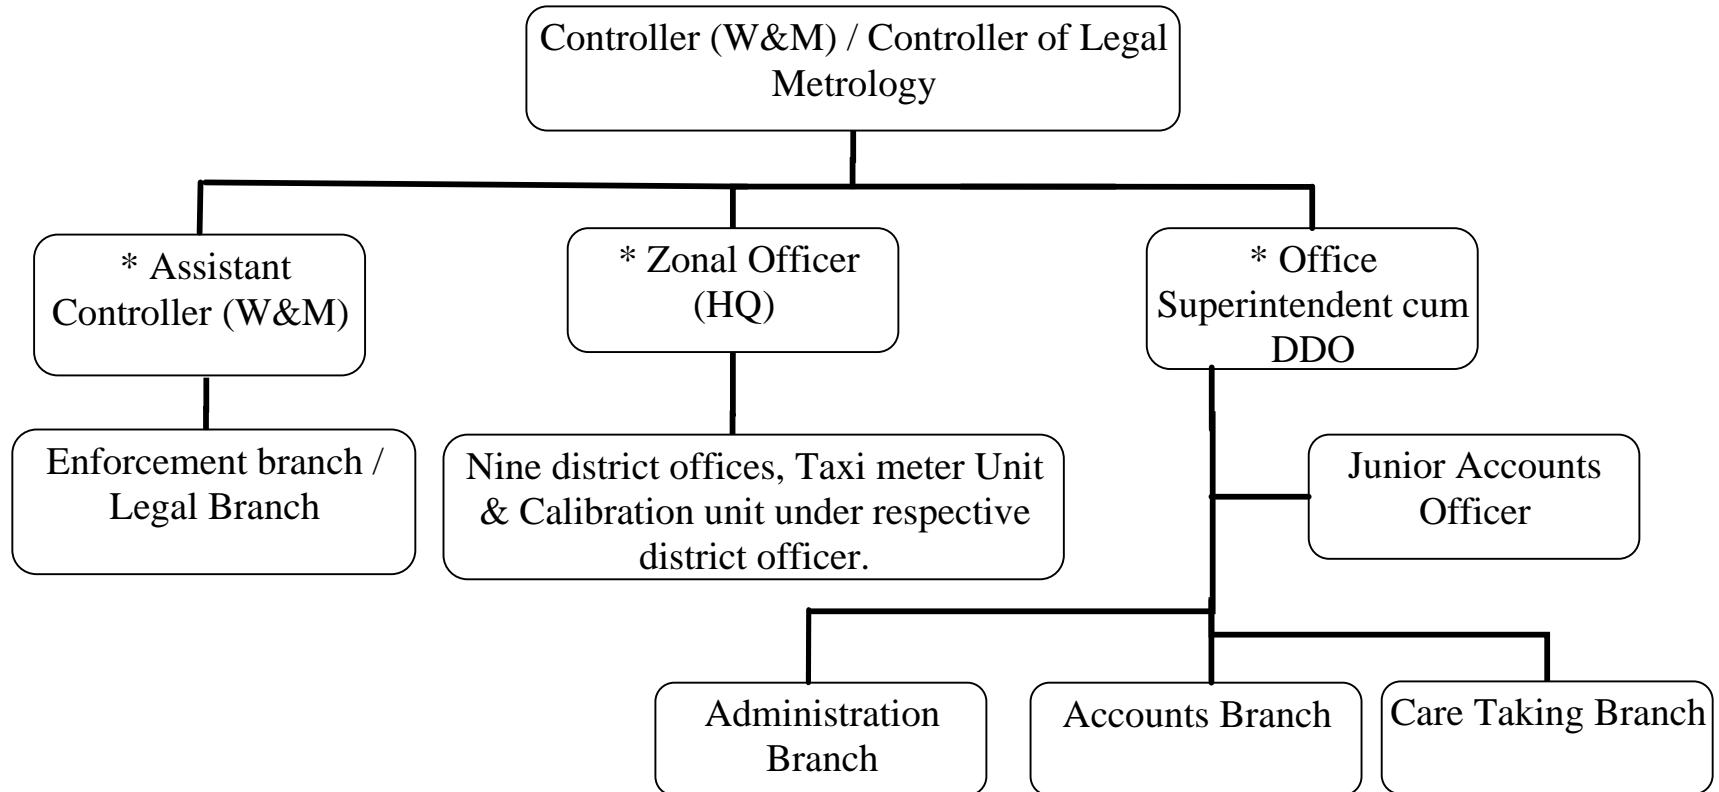 Controller (W&M) / Controller of Legal
Metrology
* Assistant
Controller (W&M)
* Zonal Officer
(HQ)
* Office
Superintendent cum
DDO
Enforcement branch /
Legal Branch
Nine district offices, Taxi meter Unit
& Calibration unit under respective
district officer.
Junior Accounts
Officer
Administration
Branch
Accounts Branch
Care Taking Branch